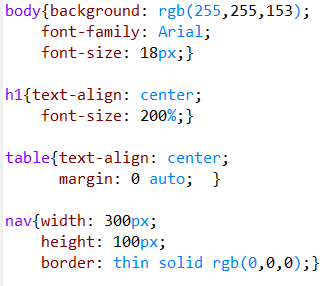 body{background: rgb(255,255,153);
font-family: Arial;
font-size: 18px;}
h1{text-align: center;
font-size: 200%;}
table{text-align: center;
margin: 0 auto;  }
nav{width: 300px;
height: 100px;
border: thin solid rgb(0,0,0);}